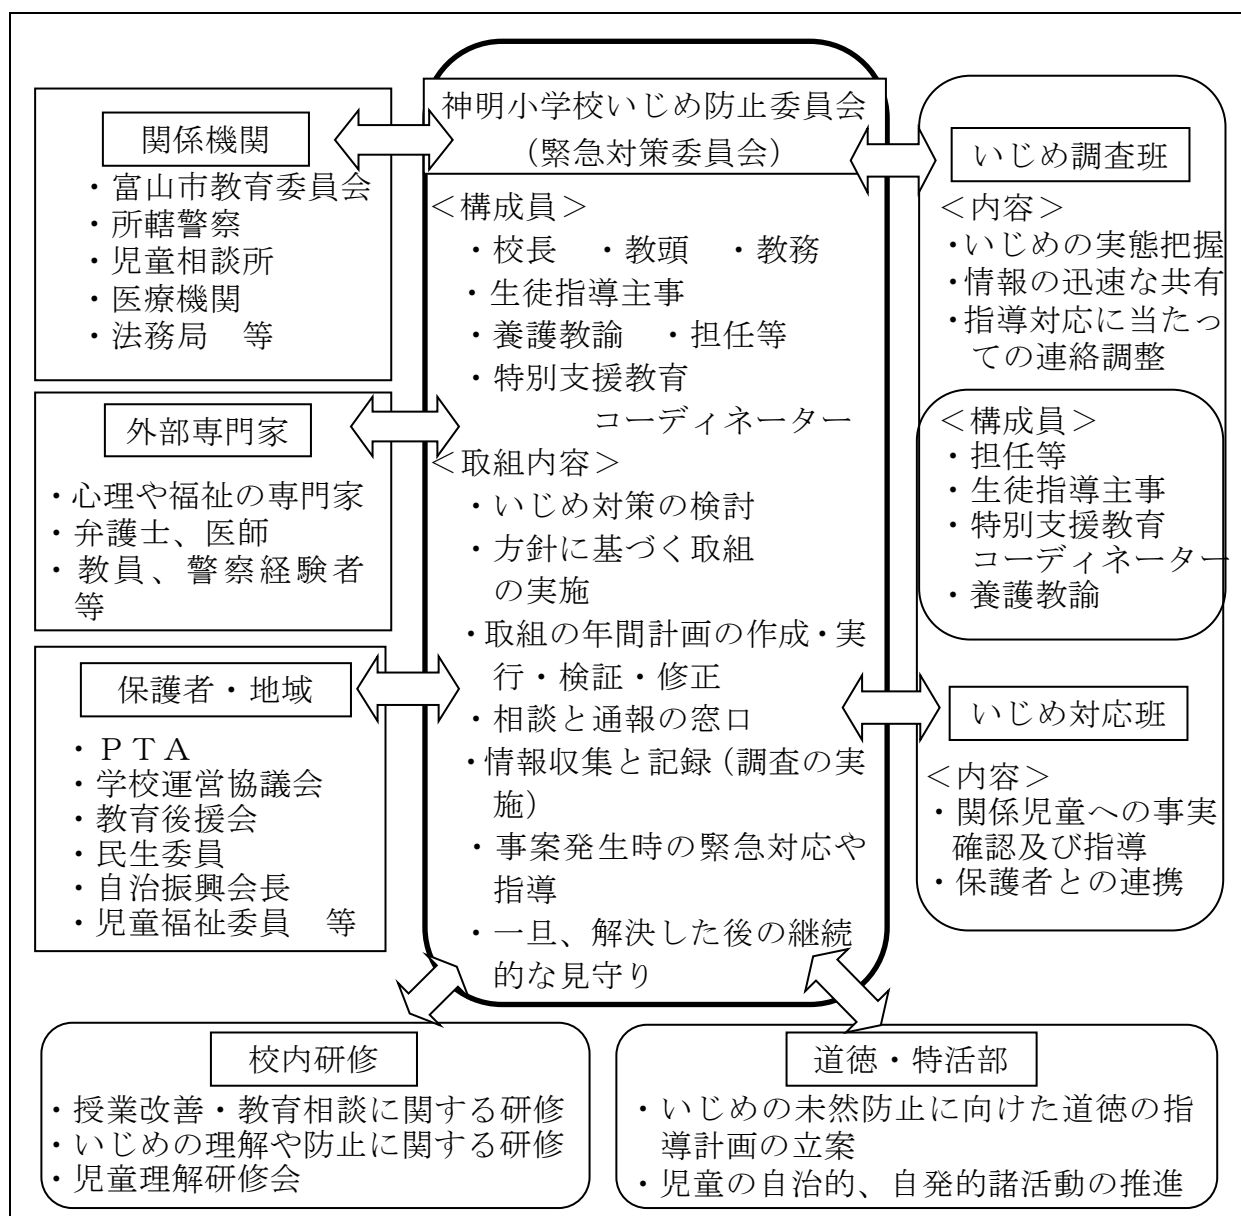 神明小学校いじめ防止委員会
（緊急対策委員会）
＜構成員＞
・校長　・教頭　・教務
・生徒指導主事
・養護教諭　・担任等
・特別支援教育
コーディネーター
＜取組内容＞
・いじめ対策の検討
・方針に基づく取組
の実施
・取組の年間計画の作成・実
行・検証・修正
・相談と通報の窓口
・情報収集と記録（調査の実
施）
・事案発生時の緊急対応や
指導
・一旦、解決した後の継続
的な見守り
関係機関
・富山市教育委員会
・所轄警察
・児童相談所
・医療機関
・法務局　等
外部専門家
・心理や福祉の専門家
・弁護士、医師
・教員、警察経験者
等
保護者・地域
・ＰＴＡ
・学校運営協議会
・教育後援会
・民生委員
・自治振興会長
・児童福祉委員　等
いじめ調査班
＜内容＞
・いじめの実態把握
・情報の迅速な共有
・指導対応に当たっ
ての連絡調整
＜構成員＞
・担任等
・生徒指導主事
・特別支援教育
コーディネーター
・養護教諭
いじめ対応班
＜内容＞
・関係児童への事実
確認及び指導
・保護者との連携
校内研修
・授業改善・教育相談に関する研修
・いじめの理解や防止に関する研修
・児童理解研修会
道徳・特活部
・いじめの未然防止に向けた道徳の指
導計画の立案
・児童の自治的、自発的諸活動の推進